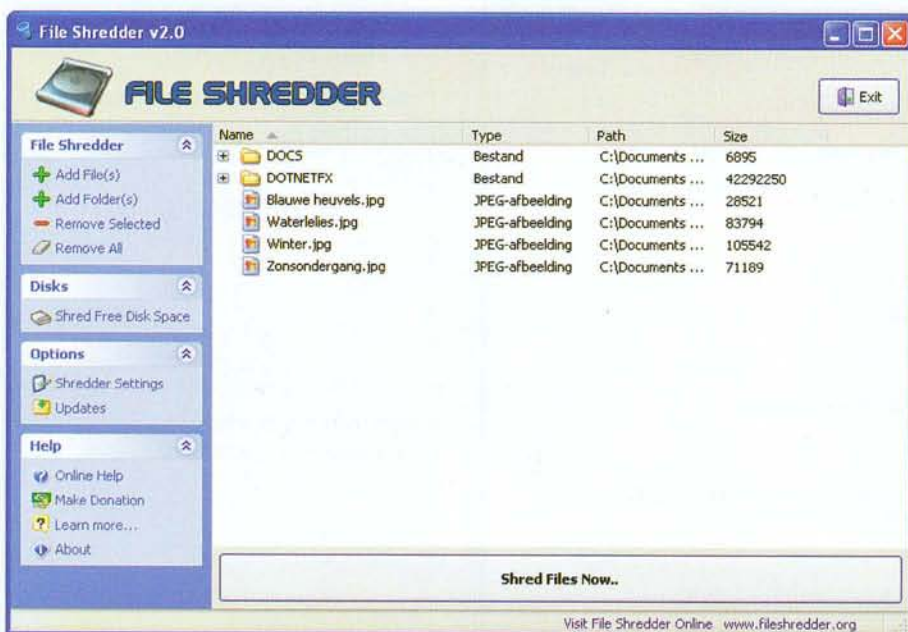 File Shredder v2.0
FILE SHREDDER
Exit
File Shredder
Add File(s)
Add Folder(s)
Remove Selected
Remove All
Disks
Shred Free Disk Space
Options
Shredder Settings
Updates
Help
Online Help
Make Donation
Learn more...
About
Name Type Path Size
DOCS Bestand C:\Documents ... 6895
DOTNETFX Bestand C:\Documents ... 42292250
Blauwe heuvels.jpg JPEG-afbeelding C:\Documents ... 28521
Waterlelies.jpg JPEG-afbeelding C:\Documents ... 83794
Winter.jpg JPEG-afbeelding C:\Documents ... 105542
Zonsondergang.jpg JPEG-afbeelding C:\Documents ... 71189
Shred Files Now..
Visit File Shredder Online www.fileshredder.org